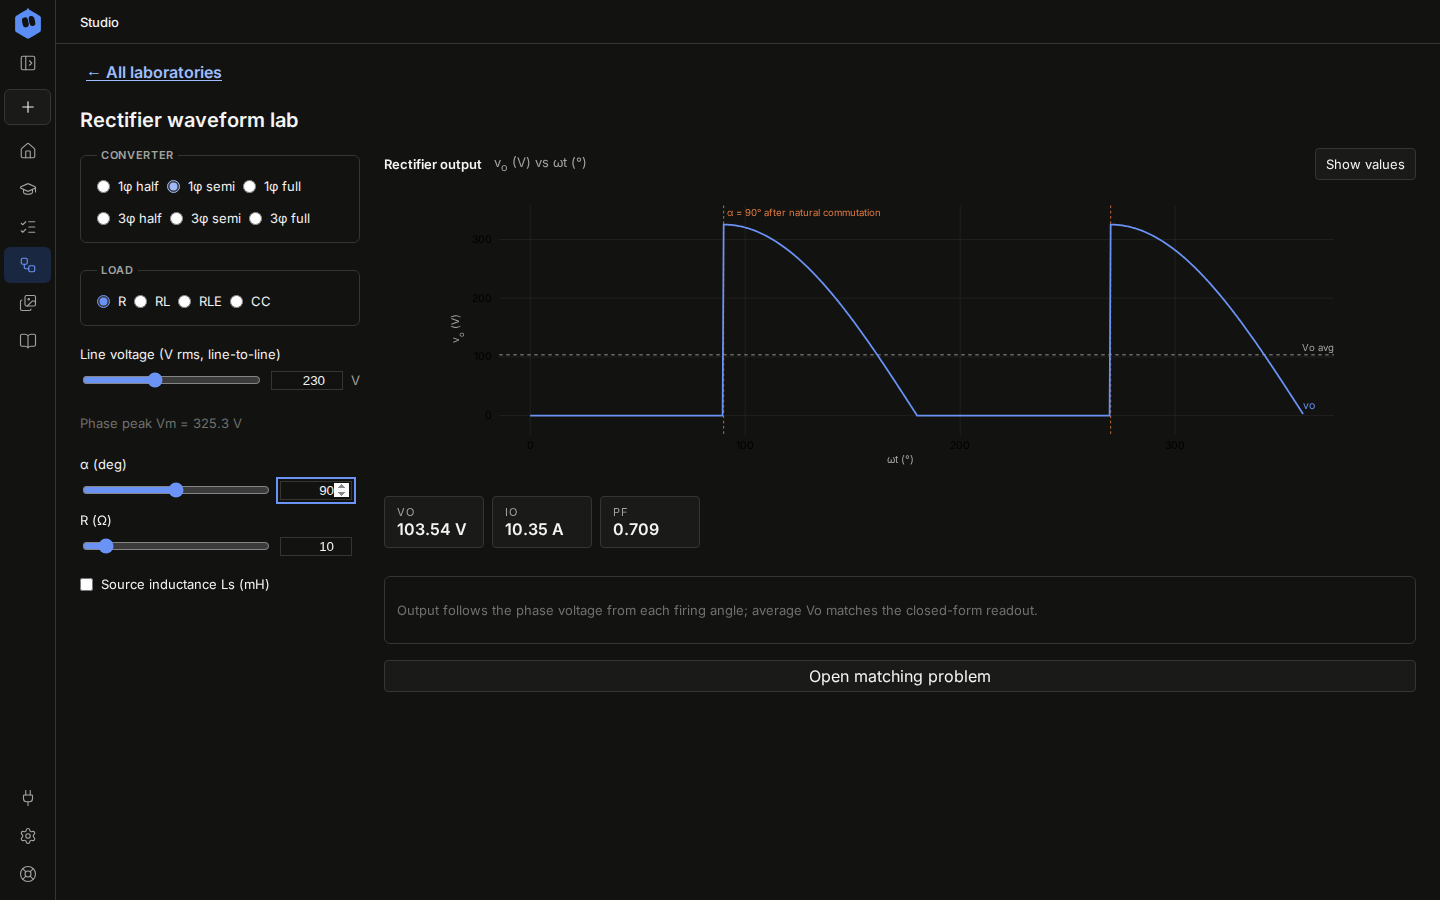 Studio
← All laboratories
Rectifier waveform lab
CONVERTER
1φ half 1φ semi 1φ full
3φ half 3φ semi 3φ full
LOAD
R RL RLE CC
Line voltage (V rms, line-to-line)
230 V
Phase peak Vm = 325.3 V
α (deg)
90
R (Ω)
10
Source inductance Ls (mH)
Rectifier output vo (V) vs ωt (°)
Show values
α = 90° after natural commutation
300
200
100
0
vo (V)
Vo avg
vo
0 100 200 300
ωt (°)
VO
103.54 V
IO
10.35 A
PF
0.709
Output follows the phase voltage from each firing angle; average Vo matches the closed-form readout.
Open matching problem